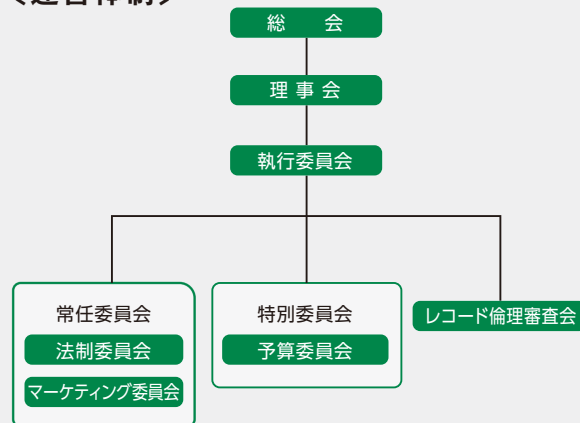 総会
理事会
執行委員会
常任委員会
法制委員会
マーケティング委員会
特別委員会
予算委員会
レコード倫理審査会